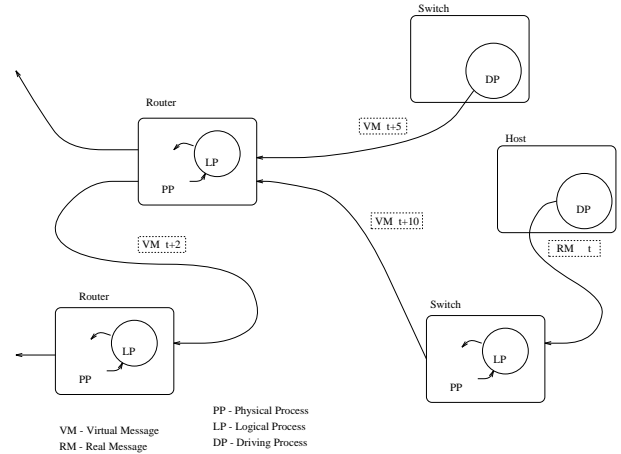 Switch
DP
Router
VM t+5
LP
PP
Host
DP
VM t+10
VM t+2
RM t
Router
LP
PP
Switch
LP
PP
PP - Physical Process
VM - Virtual Message
LP - Logical Process
RM - Real Message
DP - Driving Process